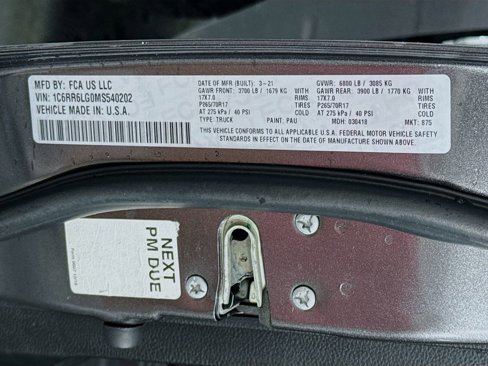 MFD BY: FCA US LLC
VIN: 1C6RR6LG0MS540202
VEHICLE MADE IN: U.S.A.
DATE OF MFR (BUILT): 3-21
GAWR FRONT: 3700 LB / 1679 KG WITH
17X7.0 RIMS
P265/70R17 TIRES
AT 275 kPa / 40 PSI COLD
TYPE: TRUCK PAINT: PAU
GVWR: 6800 LB / 3085 KG
GAWR REAR: 3900 LB / 1770 KG WITH
17X7.0 RIMS
P265/70R17 TIRES
AT 275 kPa / 40 PSI COLD
MDH: 030418 MKT: 875
THIS VEHICLE CONFORMS TO ALL APPLICABLE U.S.A. FEDERAL MOTOR VEHICLE SAFETY
STANDARDS IN EFFECT ON THE DATE OF MANUFACTURE SHOWN ABOVE.
NEXT
PM DUE